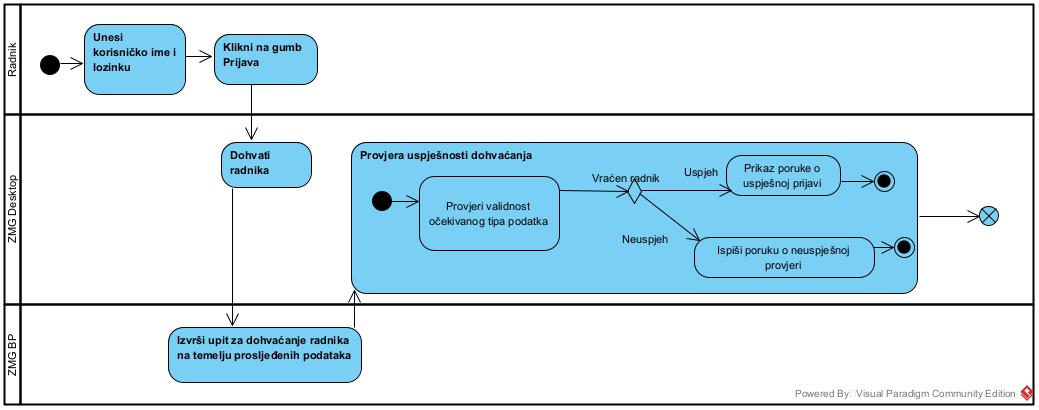 Radnik
Unesi
korisničko ime i
lozinku
Klikni na gumb
Prijava
ZMG Desktop
Dohvati
radnika
Provjera uspješnosti dohvaćanja
Provjeri validnost
očekivanog tipa podatka
Vraćen radnik
Uspjeh
Prikaz poruke o
uspješnoj prijavi
Neuspjeh
Ispiši poruku o neuspješnoj
provjeri
ZMG BP
Izvrši upit za dohvaćanje radnika
na temelju prosljeđenih podataka
Powered By Visual Paradigm Community Edition